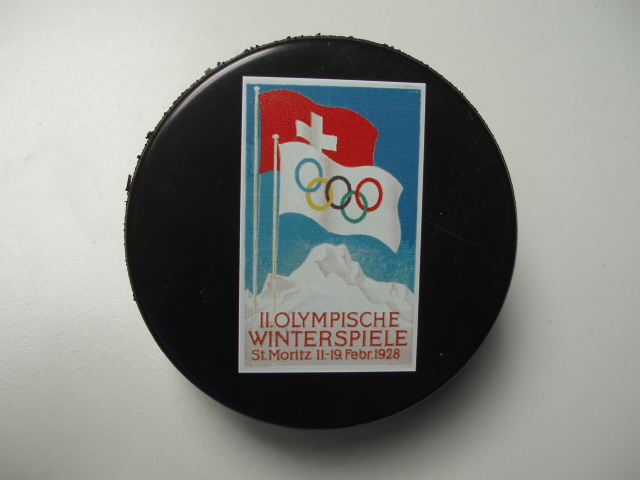 II. OLYMPISCHE
WINTERSPIELE
St. Moritz 11-19. Febr. 1928